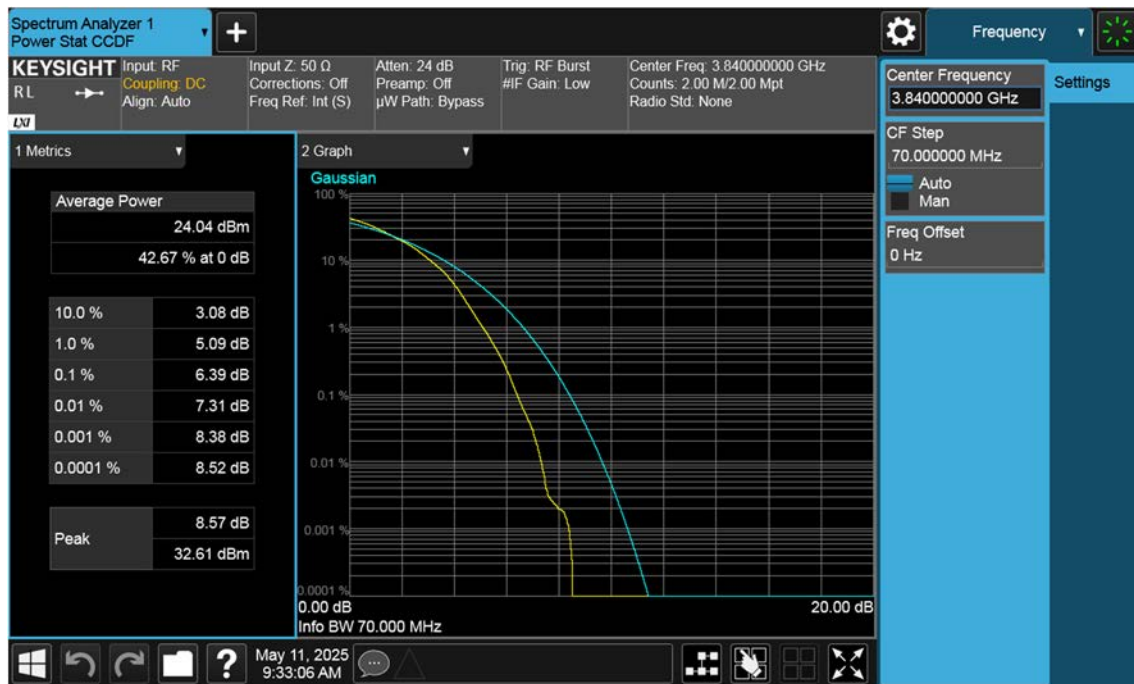 Spectrum Analyzer 1
Power Stat CCDF
Frequency
KEYSIGHT
RL
LXI
Input: RF
Coupling: DC
Align: Auto
Input Z: 50 Ω
Corrections: Off
Freq Ref: Int (S)
Atten: 24 dB
Preamp: Off
µW Path: Bypass
Trig: RF Burst
#IF Gain: Low
Center Freq: 3.840000000 GHz
Counts: 2.00 M/2.00 Mpt
Radio Std: None
Center Frequency
3.840000000 GHz
Settings
CF Step
70.000000 MHz
Auto
Man
Freq Offset
0 Hz
1 Metrics
Average Power
24.04 dBm
42.67 % at 0 dB
10.0 % 3.08 dB
1.0 % 5.09 dB
0.1 % 6.39 dB
0.01 % 7.31 dB
0.001 % 8.38 dB
0.0001 % 8.52 dB
Peak
8.57 dB
32.61 dBm
2 Graph
Gaussian
100 %
10 %
1 %
0.1 %
0.01 %
0.001 %
0.0001 %
0.00 dB 20.00 dB
Info BW 70.000 MHz
?
May 11, 2025
9:33:06 AM